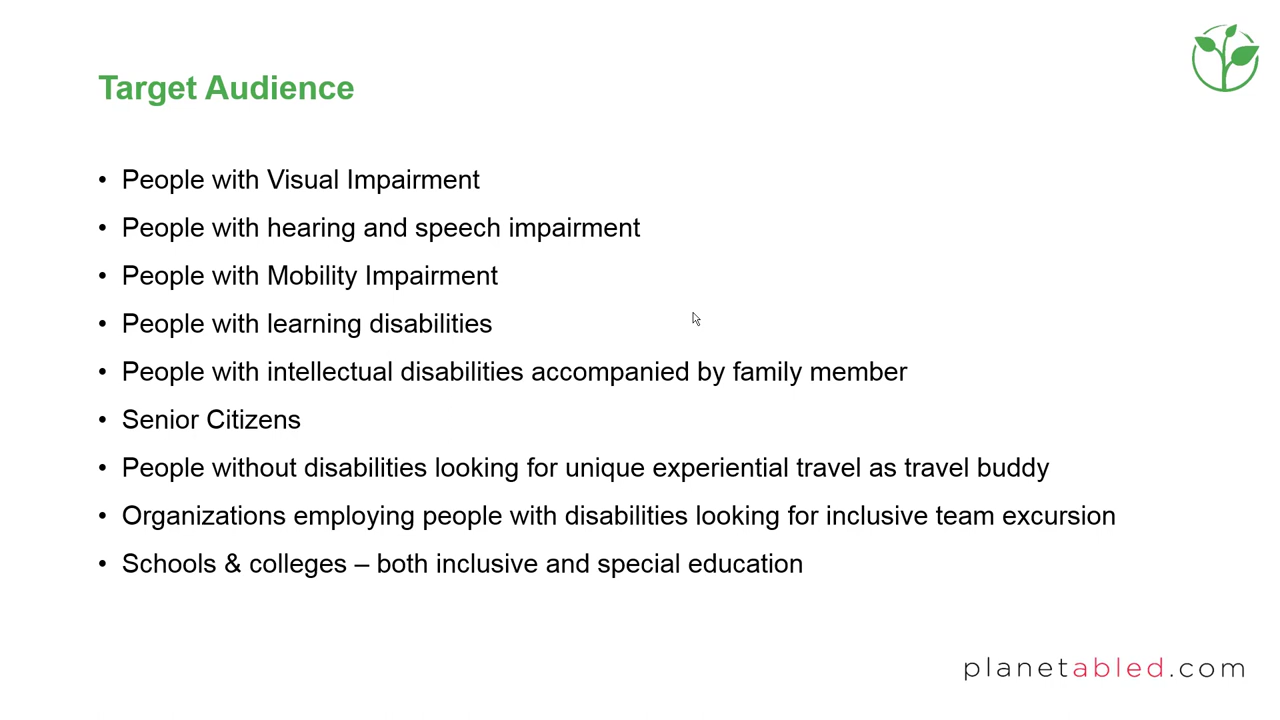 Target Audience
• People with Visual Impairment
• People with hearing and speech impairment
• People with Mobility Impairment
• People with learning disabilities
• People with intellectual disabilities accompanied by family member
• Senior Citizens
• People without disabilities looking for unique experiential travel as travel buddy
• Organizations employing people with disabilities looking for inclusive team excursion
• Schools & colleges – both inclusive and special education
planetabled.com